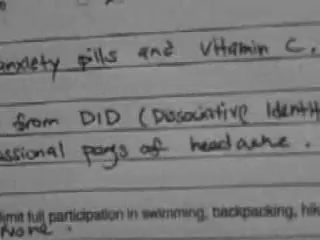 anxiety pills and Vitamin C.
from DID (Dissociative Identit
assional pangs of headache.
limit full participation in swimming, backpacking, hik
None.